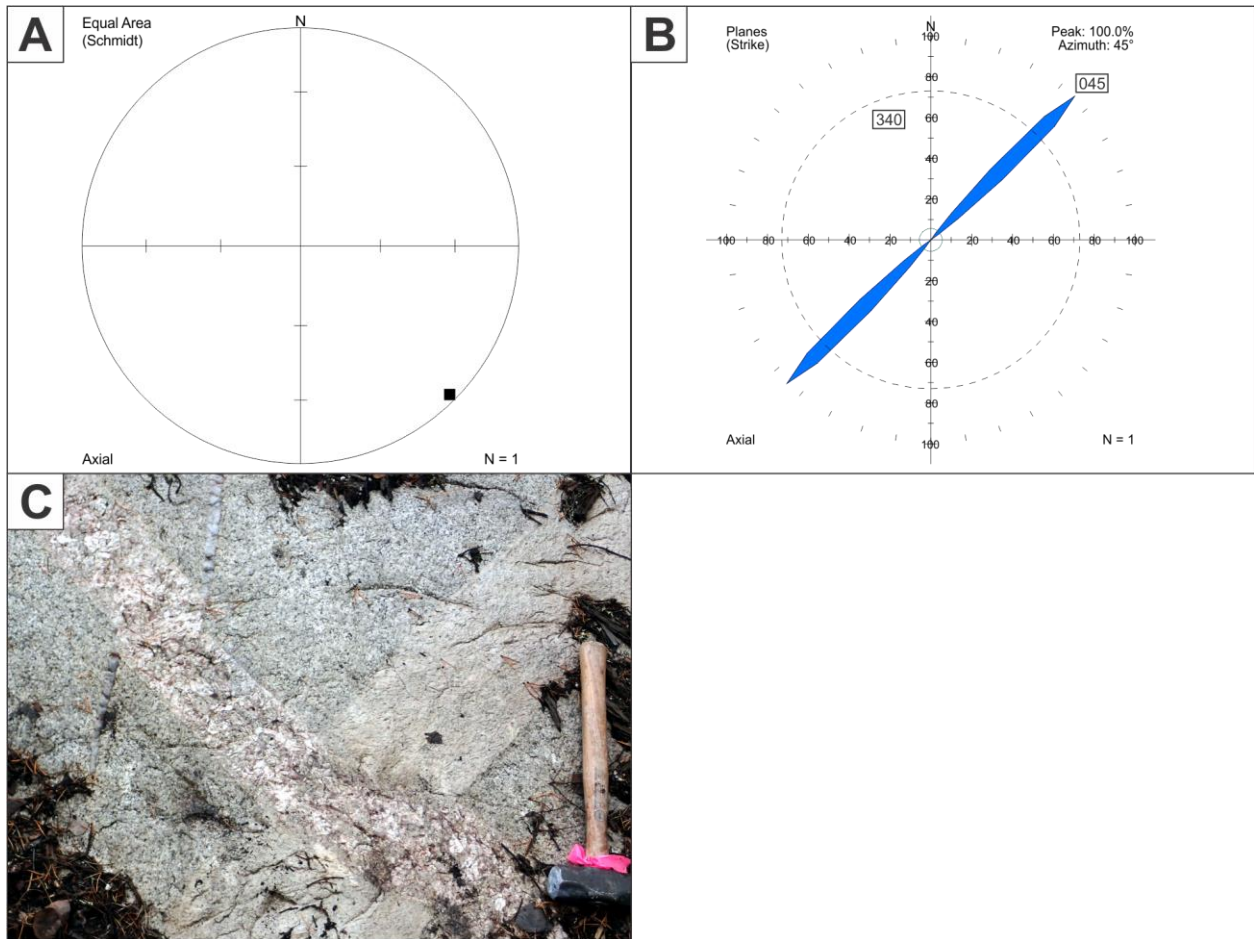 A
Equal Area
(Schmidt)
N
Axial
N = 1
B
Planes
(Strike)
N
Peak: 100.0%
Azimuth: 45°
100
80
60
40
20
045
340
100 80 60 40 20 0 20 40 60 80 100
20
40
60
80
100
Axial
N = 1
C